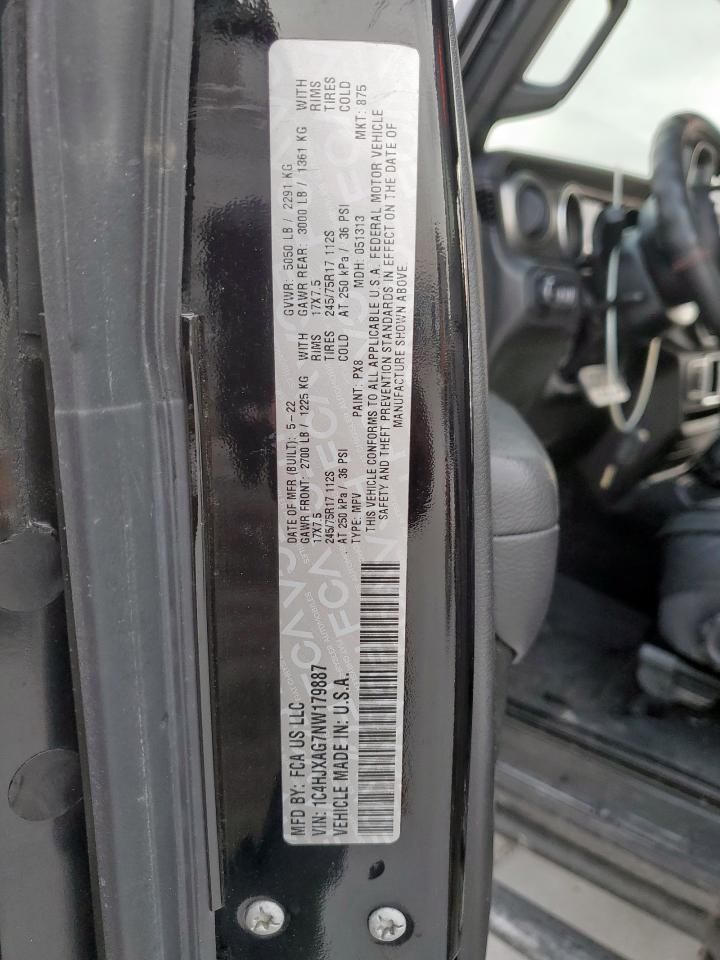 MFD BY: FCA US LLC
DATE OF MFR (BUILT): 5-22
GVWR: 5050 LB / 2291 KG
GAWR FRONT: 2700 LB / 1225 KG WITH
GAWR REAR: 3000 LB / 1361 KG WITH
17X7.5 RIMS
17X7.5 RIMS
245/75R17 112S TIRES
245/75R17 112S TIRES
AT 250 kPa / 36 PSI COLD
AT 250 kPa / 36 PSI COLD
VIN: 1C4HJXAG7NW179887
TYPE: MPV PAINT: PX8 MDH: 051313 MKT: 875
VEHICLE MADE IN: U.S.A.
THIS VEHICLE CONFORMS TO ALL APPLICABLE U.S.A. FEDERAL MOTOR VEHICLE
SAFETY AND THEFT PREVENTION STANDARDS IN EFFECT ON THE DATE OF
MANUFACTURE SHOWN ABOVE
FCA